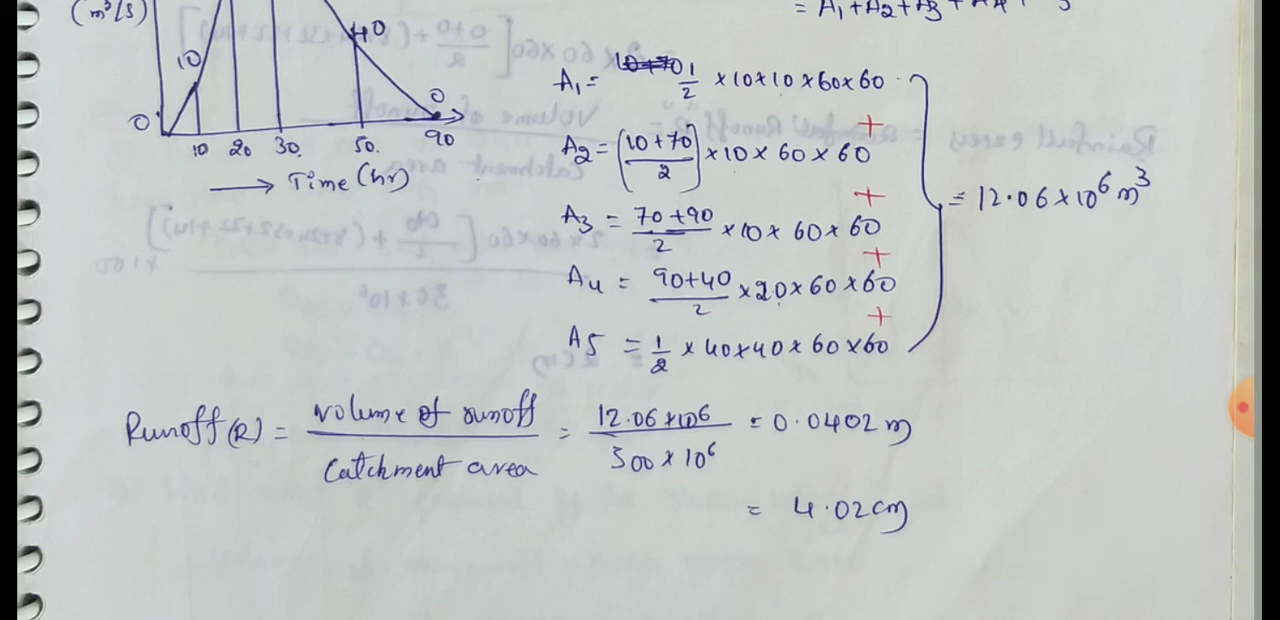 (m³/s)
= A1+A2+A3+A4+
10
40
0
0
10 20 30. 50. 90
→ Time (hr)
A1 = 1/2 × 10×10×60×60
+
A2 = (10+70/2) × 10 × 60 × 60
+
A3 = 70+90/2 × 10 × 60 × 60
+
A4 = 90+40/2 × 20 × 60 × 60
+
A5 = 1/2 × 40×40 × 60×60
= 12.06 × 10⁶ m³
Runoff (R) = Volume of runoff / Catchment area = 12.06 × 10⁶ / 300 × 10⁶ = 0.0402 m
= 4.02cm